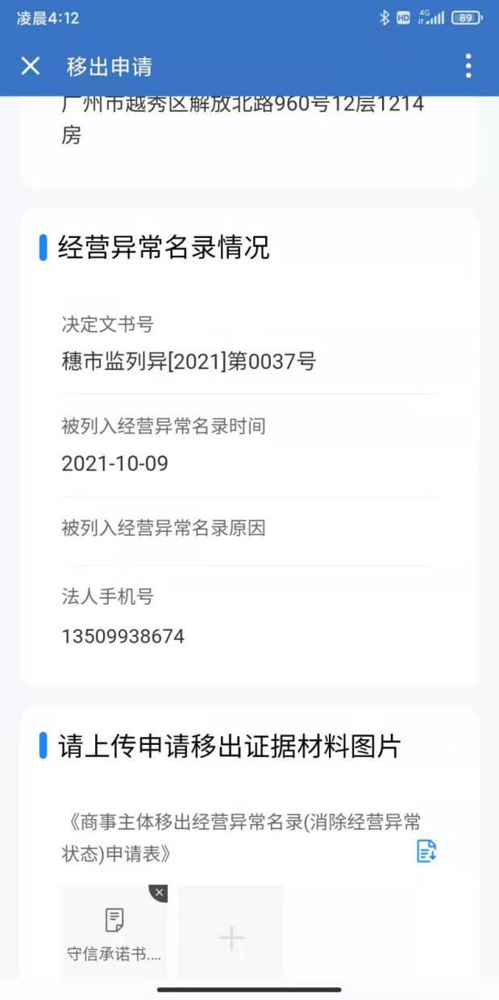 凌晨4:12
HD 4G 89
移出申请
广州市越秀区解放北路960号12层1214
房
经营异常名录情况
决定文书号
穗市监列异[2021]第0037号
被列入经营异常名录时间
2021-10-09
被列入经营异常名录原因
法人手机号
13509938674
请上传申请移出证据材料图片
《商事主体移出经营异常名录(消除经营异常
状态)申请表》
守信承诺书....